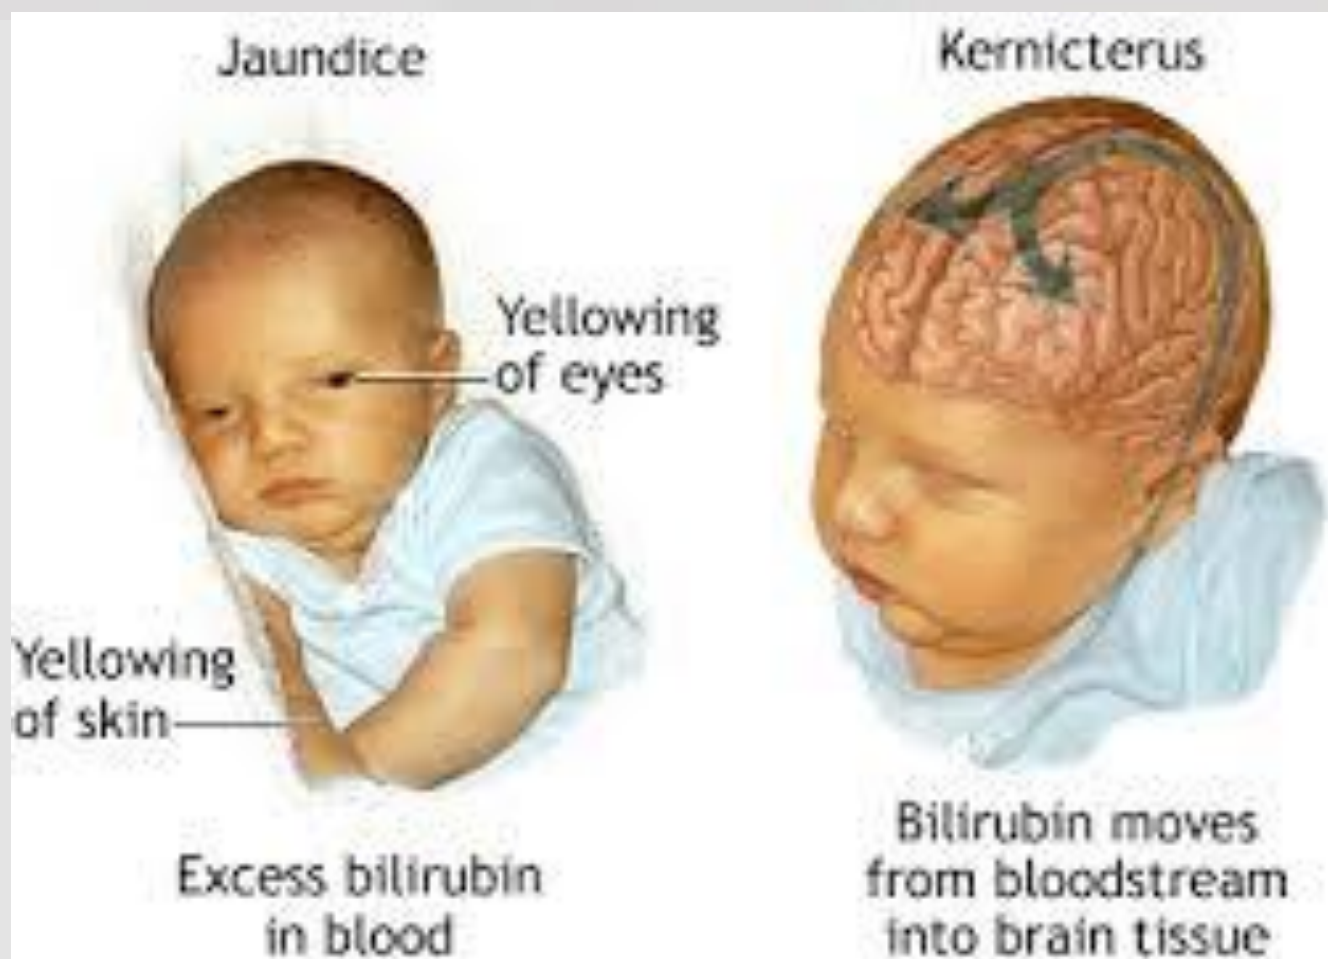 Jaundice
Yellowing
of eyes
Yellowing
of skin
Excess bilirubin
in blood
Kernicterus
Bilirubin moves
from bloodstream
into brain tissue